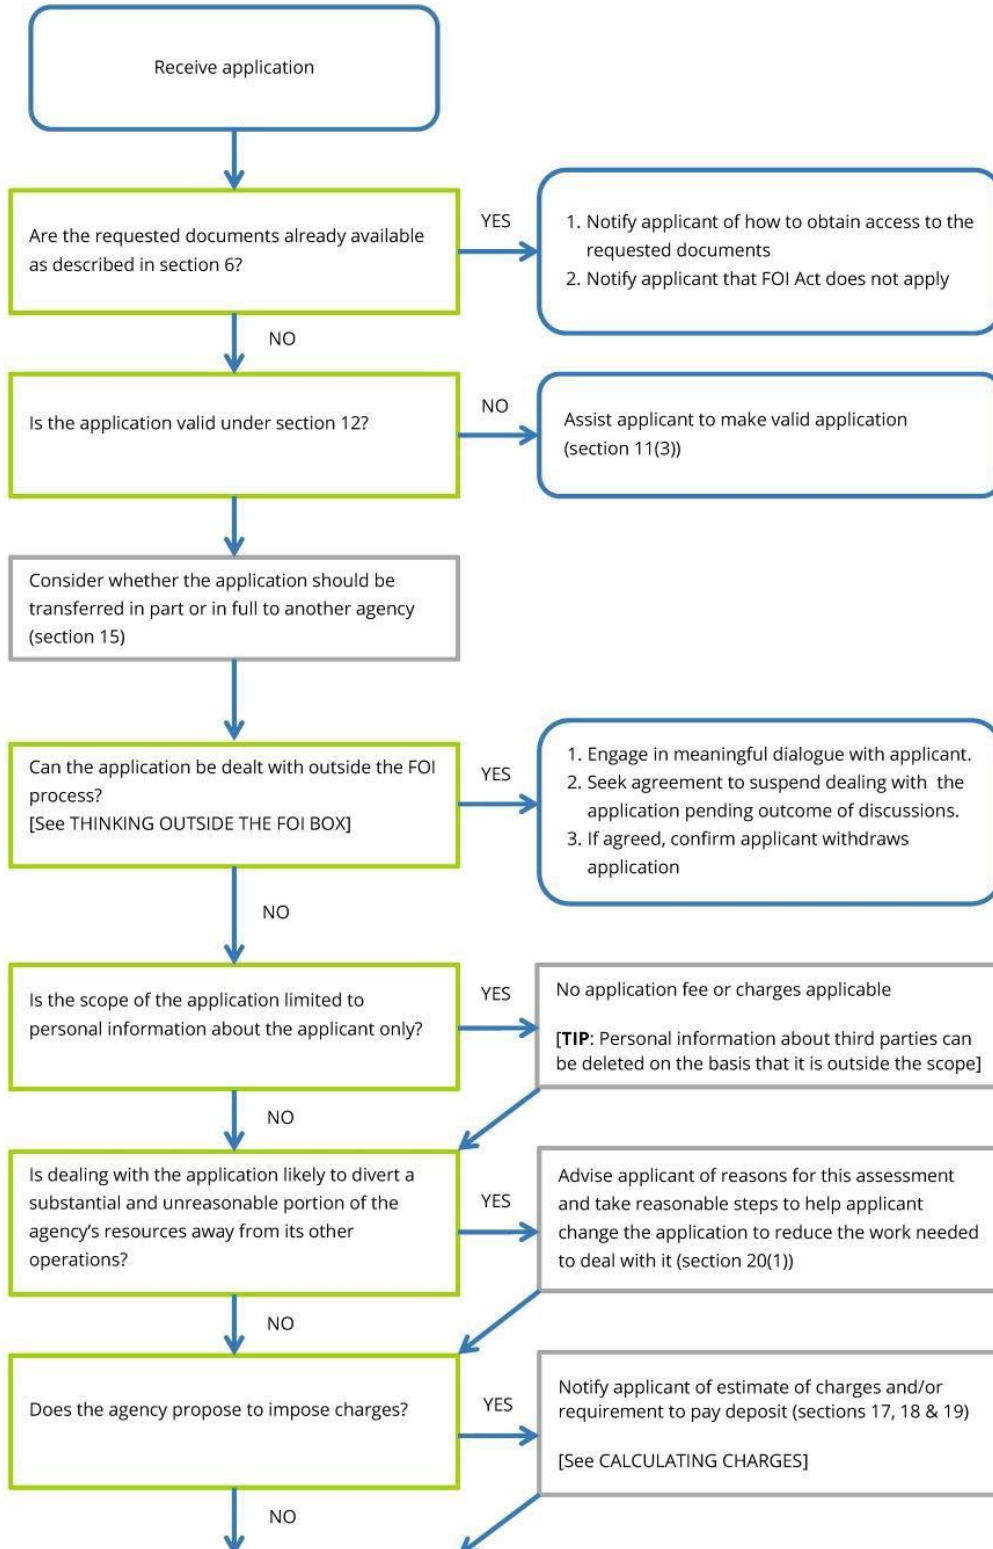 Receive application
Are the requested documents already available
as described in section 6?
YES
1. Notify applicant of how to obtain access to the
requested documents
2. Notify applicant that FOI Act does not apply
NO
Is the application valid under section 12?
NO
Assist applicant to make valid application
(section 11(3))
Consider whether the application should be
transferred in part or in full to another agency
(section 15)
Can the application be dealt with outside the FOI
process?
[See THINKING OUTSIDE THE FOI BOX]
YES
1. Engage in meaningful dialogue with applicant.
2. Seek agreement to suspend dealing with the
application pending outcome of discussions.
3. If agreed, confirm applicant withdraws
application
NO
Is the scope of the application limited to
personal information about the applicant only?
YES
No application fee or charges applicable
[TIP: Personal information about third parties can
be deleted on the basis that it is outside the scope]
NO
Is dealing with the application likely to divert a
substantial and unreasonable portion of the
agency's resources away from its other
operations?
YES
Advise applicant of reasons for this assessment
and take reasonable steps to help applicant
change the application to reduce the work needed
to deal with it (section 20(1))
NO
Does the agency propose to impose charges?
YES
Notify applicant of estimate of charges and/or
requirement to pay deposit (sections 17, 18 & 19)
[See CALCULATING CHARGES]
NO